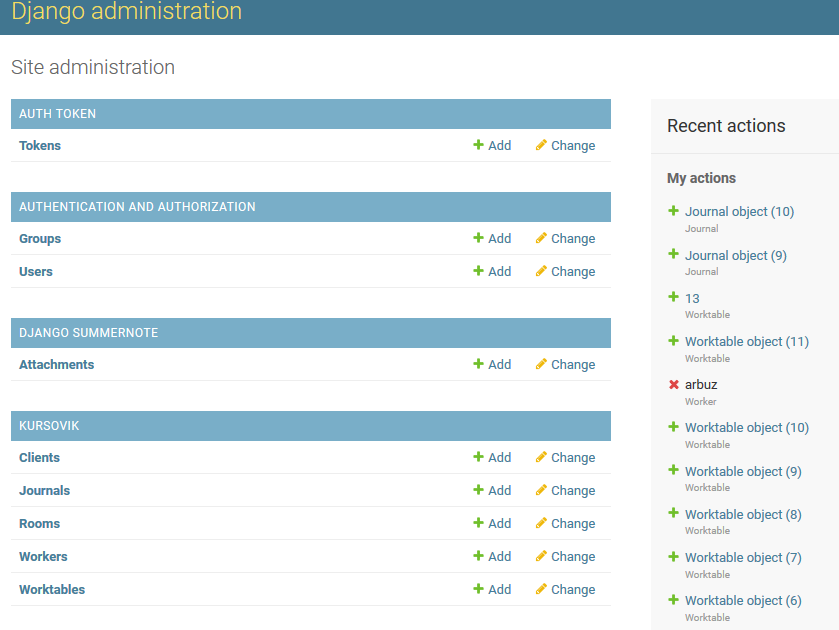 Django administration
Site administration
AUTH TOKEN
Tokens Add Change
AUTHENTICATION AND AUTHORIZATION
Groups Add Change
Users Add Change
DJANGO SUMMERNOTE
Attachments Add Change
KURSOVIK
Clients Add Change
Journals Add Change
Rooms Add Change
Workers Add Change
Worktables Add Change
Recent actions
My actions
Journal object (10)
Journal
Journal object (9)
Journal
13
Worktable
Worktable object (11)
Worktable
arbuz
Worker
Worktable object (10)
Worktable
Worktable object (9)
Worktable
Worktable object (8)
Worktable
Worktable object (7)
Worktable
Worktable object (6)
Worktable